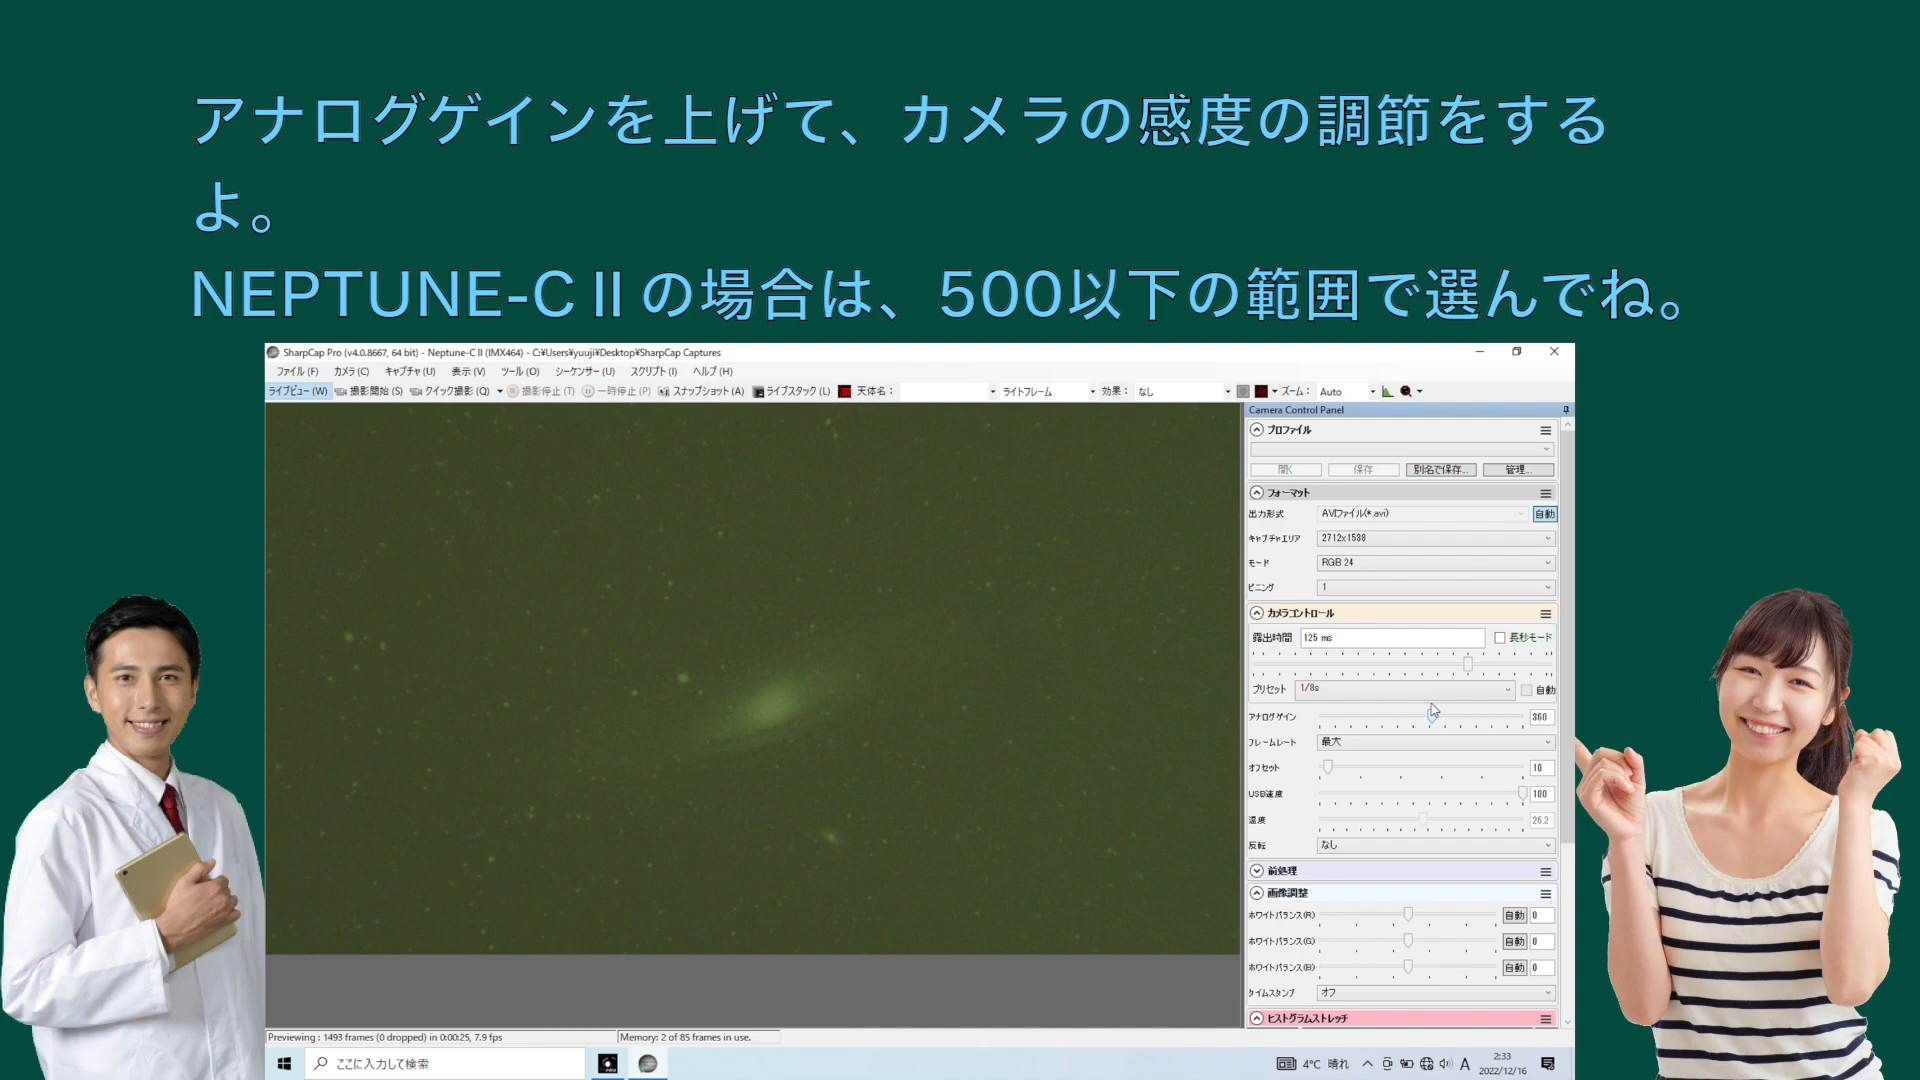 アナログゲインを上げて、カメラの感度の調節をする
よ。
NEPTUNE-CⅡの場合は、500以下の範囲で選んでね。
SharpCap Pro (v4.0.8667, 64 bit) - Neptune-C II (IMX464) - C:¥Users¥yuuji¥Desktop¥SharpCap Captures
ファイル (F) カメラ (C) キャプチャ (U) 表示 (V) ツール (O) シーケンサー (U) スクリプト (I) ヘルプ (H)
ライブビュー (W) 撮影開始 (S) クイック撮影 (Q) 撮影停止 (T) 一時停止 (P) スナップショット (A) ライブスタック (L) 天体名： ライトフレーム 効果： なし ズーム： Auto
Camera Control Panel
プロファイル
開く 保存 別名で保存... 管理...
フォーマット
出力形式 AVIファイル(*.avi) 自動
キャプチャエリア 2712x1538
モード RGB 24
ビニング 1
カメラコントロール
露出時間 125 ms 長秒モード
プリセット 1/8s 自動
アナログゲイン 360
フレームレート 最大
オフセット 10
USB速度 100
温度 26.2
反転 なし
前処理
画像調整
ホワイトバランス(R) 自動 0
ホワイトバランス(G) 自動 0
ホワイトバランス(B) 自動 0
タイムスタンプ オフ
ヒストグラムストレッチ
Previewing : 1493 frames (0 dropped) in 0:00:25, 7.9 fps Memory: 2 of 85 frames in use.
ここに入力して検索
4°C 晴れ A 2:33
2022/12/16